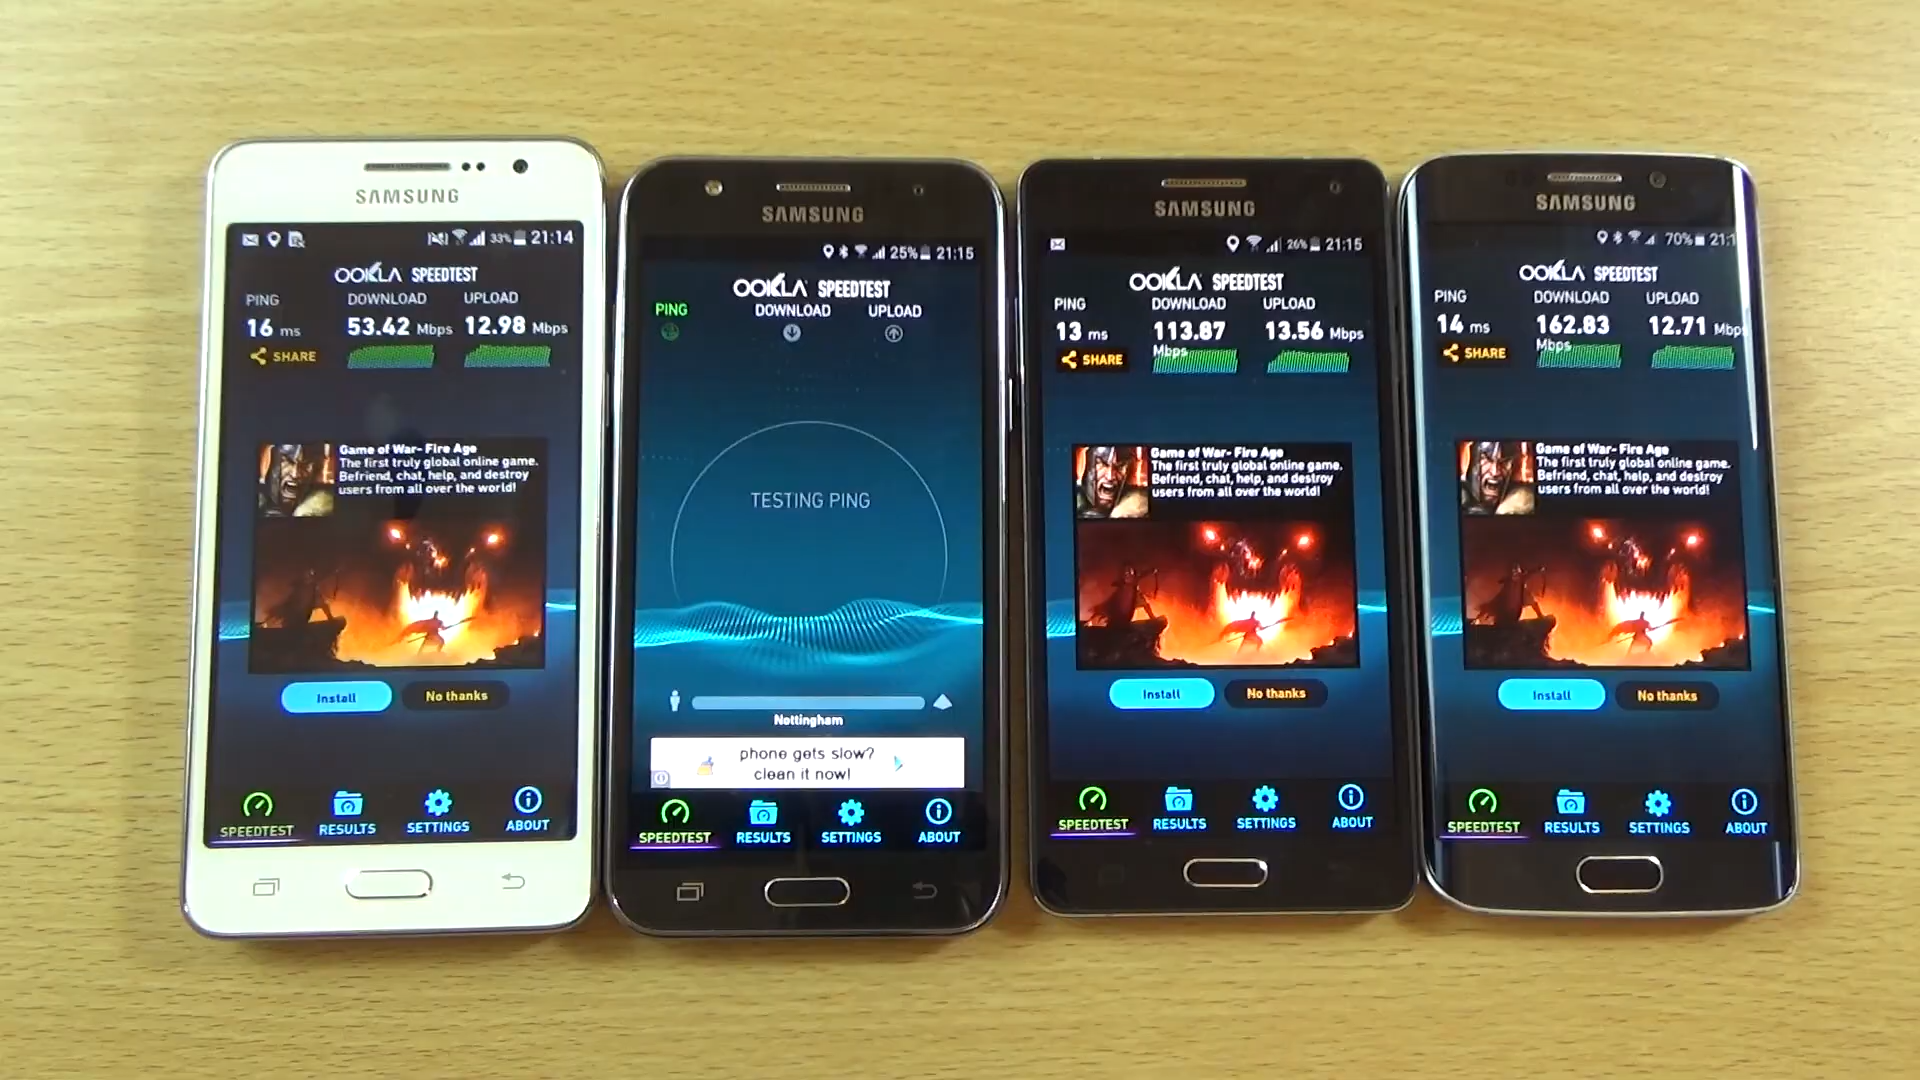 SAMSUNG
33% 21:14
OOKLA SPEEDTEST
PING DOWNLOAD UPLOAD
16 ms 53.42 Mbps 12.98 Mbps
SHARE
Game of War- Fire Age
The first truly global online game.
Befriend, chat, help, and destroy
users from all over the world!
Install No thanks
SPEEDTEST RESULTS SETTINGS ABOUT
SAMSUNG
25% 21:15
OOKLA SPEEDTEST
PING DOWNLOAD UPLOAD
TESTING PING
Nottingham
phone gets slow?
clean it now!
SPEEDTEST RESULTS SETTINGS ABOUT
SAMSUNG
26% 21:15
OOKLA SPEEDTEST
PING DOWNLOAD UPLOAD
13 ms 113.87 Mbps 13.56 Mbps
SHARE
Game of War- Fire Age
The first truly global online game.
Befriend, chat, help, and destroy
users from all over the world!
Install No thanks
SPEEDTEST RESULTS SETTINGS ABOUT
SAMSUNG
70% 21:1
OOKLA SPEEDTEST
PING DOWNLOAD UPLOAD
14 ms 162.83 Mbps 12.71 Mbps
SHARE
Game of War- Fire Age
The first truly global online game.
Befriend, chat, help, and destroy
users from all over the world!
Install No thanks
SPEEDTEST RESULTS SETTINGS ABOUT